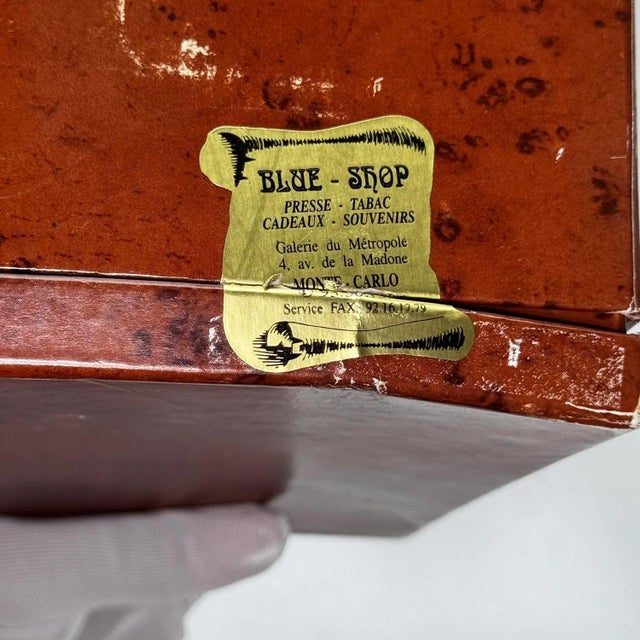 BLUE - SHOP
PRESSE - TABAC
CADEAUX - SOUVENIRS
Galerie du Métropole
4, av. de la Madone
MONTE - CARLO
Service FAX 92.16.17.79